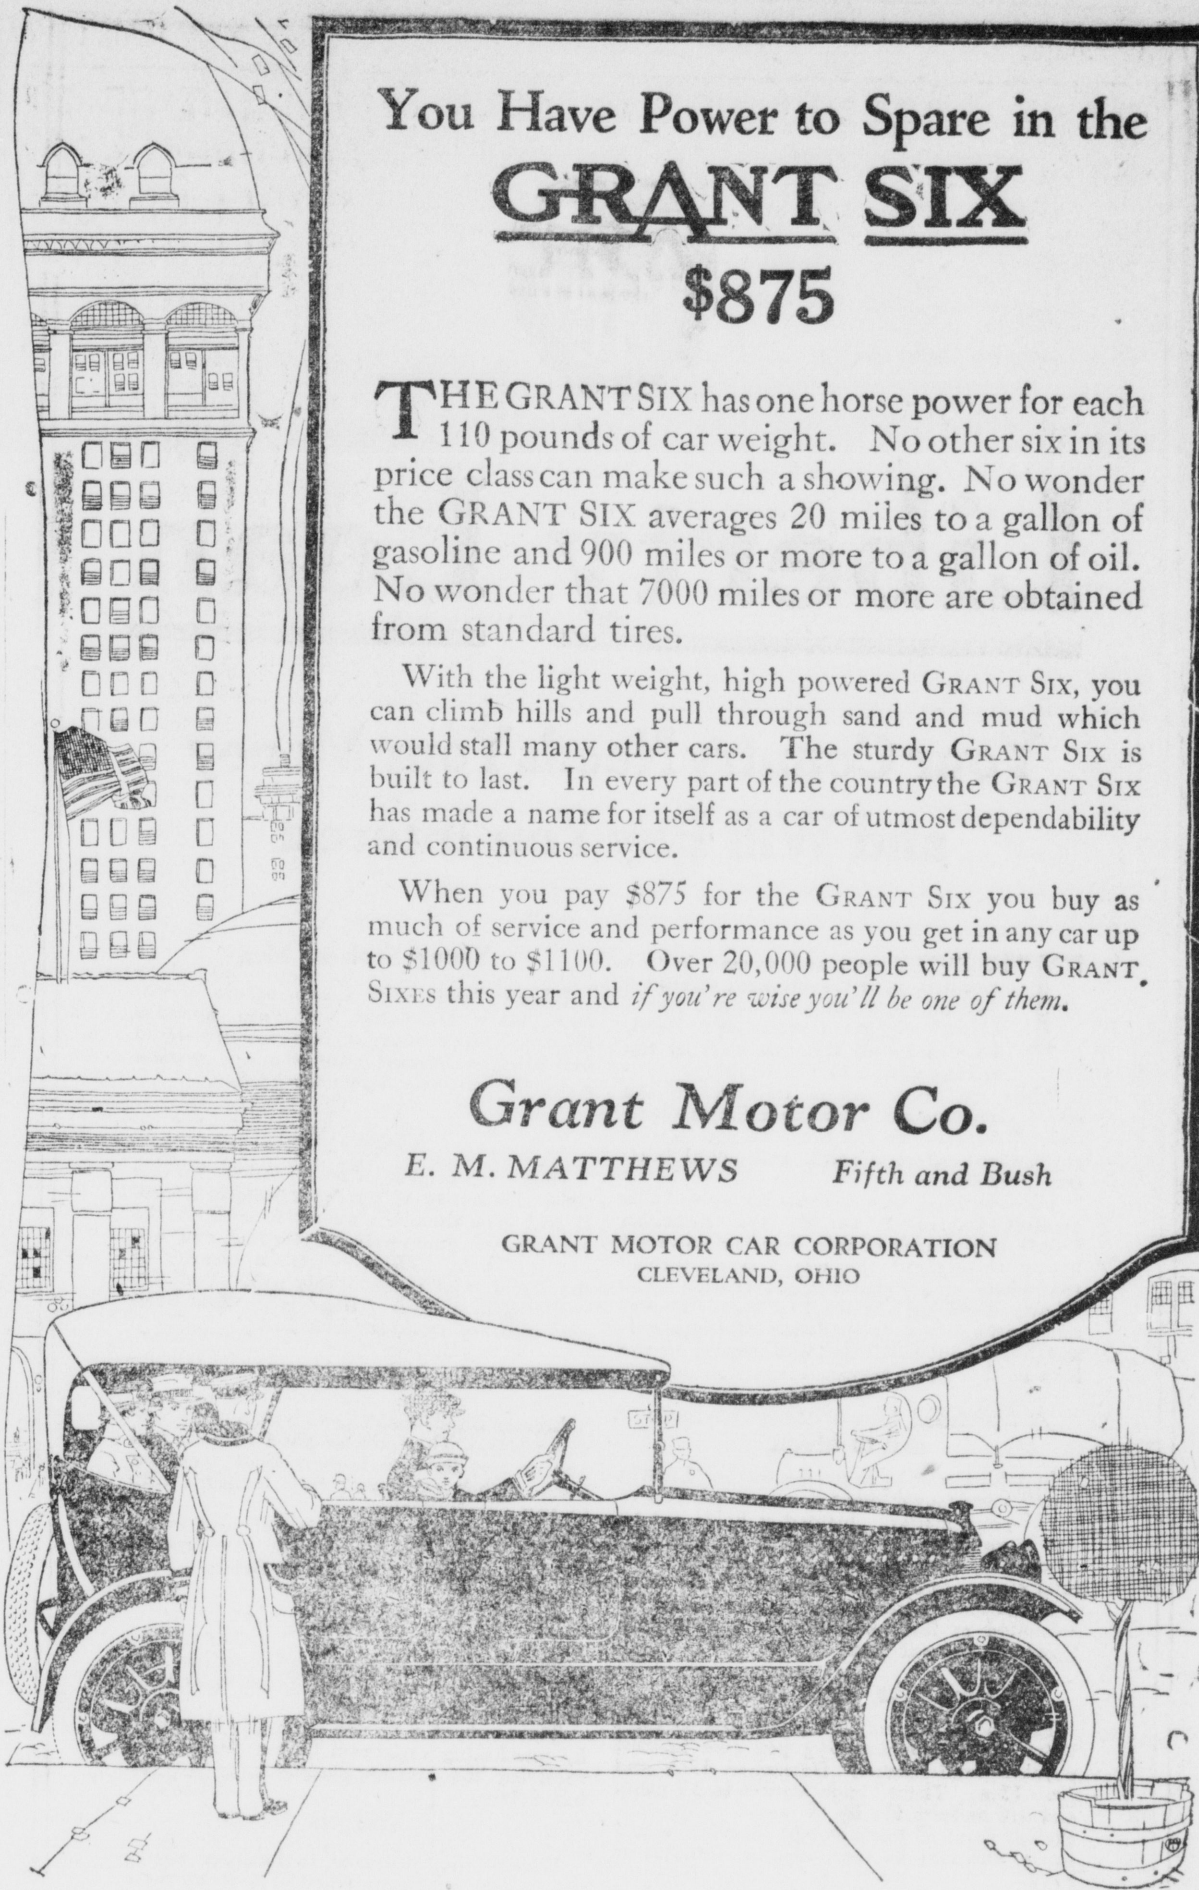 You Have Power to Spare in the
GRANT SIX
$875
THE GRANT SIX has one horse power for each
110 pounds of car weight. No other six in its
price class can make such a showing. No wonder
the GRANT SIX averages 20 miles to a gallon of
gasoline and 900 miles or more to a gallon of oil.
No wonder that 7000 miles or more are obtained
from standard tires.
With the light weight, high powered GRANT SIX, you
can climb hills and pull through sand and mud which
would stall many other cars. The sturdy GRANT SIX is
built to last. In every part of the country the GRANT SIX
has made a name for itself as a car of utmost dependability
and continuous service.
When you pay $875 for the GRANT SIX you buy as
much of service and performance as you get in any car up
to $1000 to $1100. Over 20,000 people will buy GRANT
SIXES this year and if you're wise you'll be one of them.
Grant Motor Co.
E. M. MATTHEWS Fifth and Bush
GRANT MOTOR CAR CORPORATION
CLEVELAND, OHIO
STOP